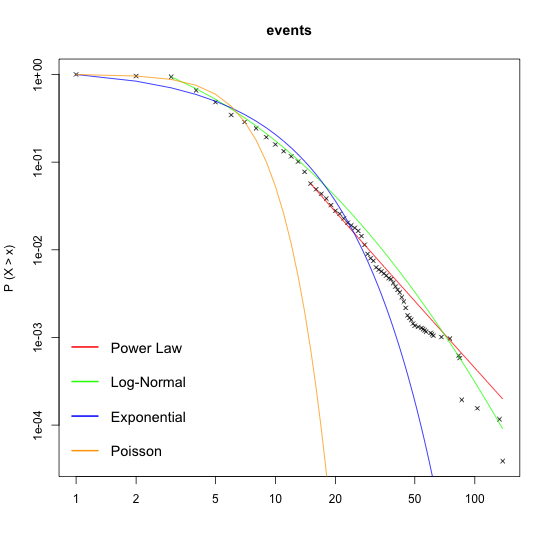 events
P (X > x)
1e+00
1e-01
1e-02
1e-03
1e-04
Power Law
Log-Normal
Exponential
Poisson
1 2 5 10 20 50 100